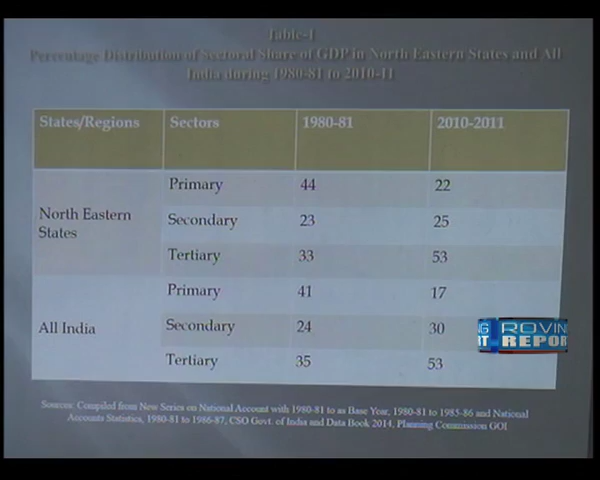 Table-1
Percentage Distribution of Sectoral Share of GDP in North Eastern States and All
India during 1980-81 to 2010-11
States/Regions Sectors 1980-81 2010-2011
North Eastern States Primary 44 22
Secondary 23 25
Tertiary 33 53
All India Primary 41 17
Secondary 24 30
Tertiary 35 53
NG ROVIN
RT REPOR
Sources: Compiled from New Series on National Account with 1980-81 to as Base Year, 1980-81 to 1985-86 and National
Accounts Statistics, 1980-81 to 1986-87, CSO Govt. of India and Data Book 2014, Planning Commission GOI